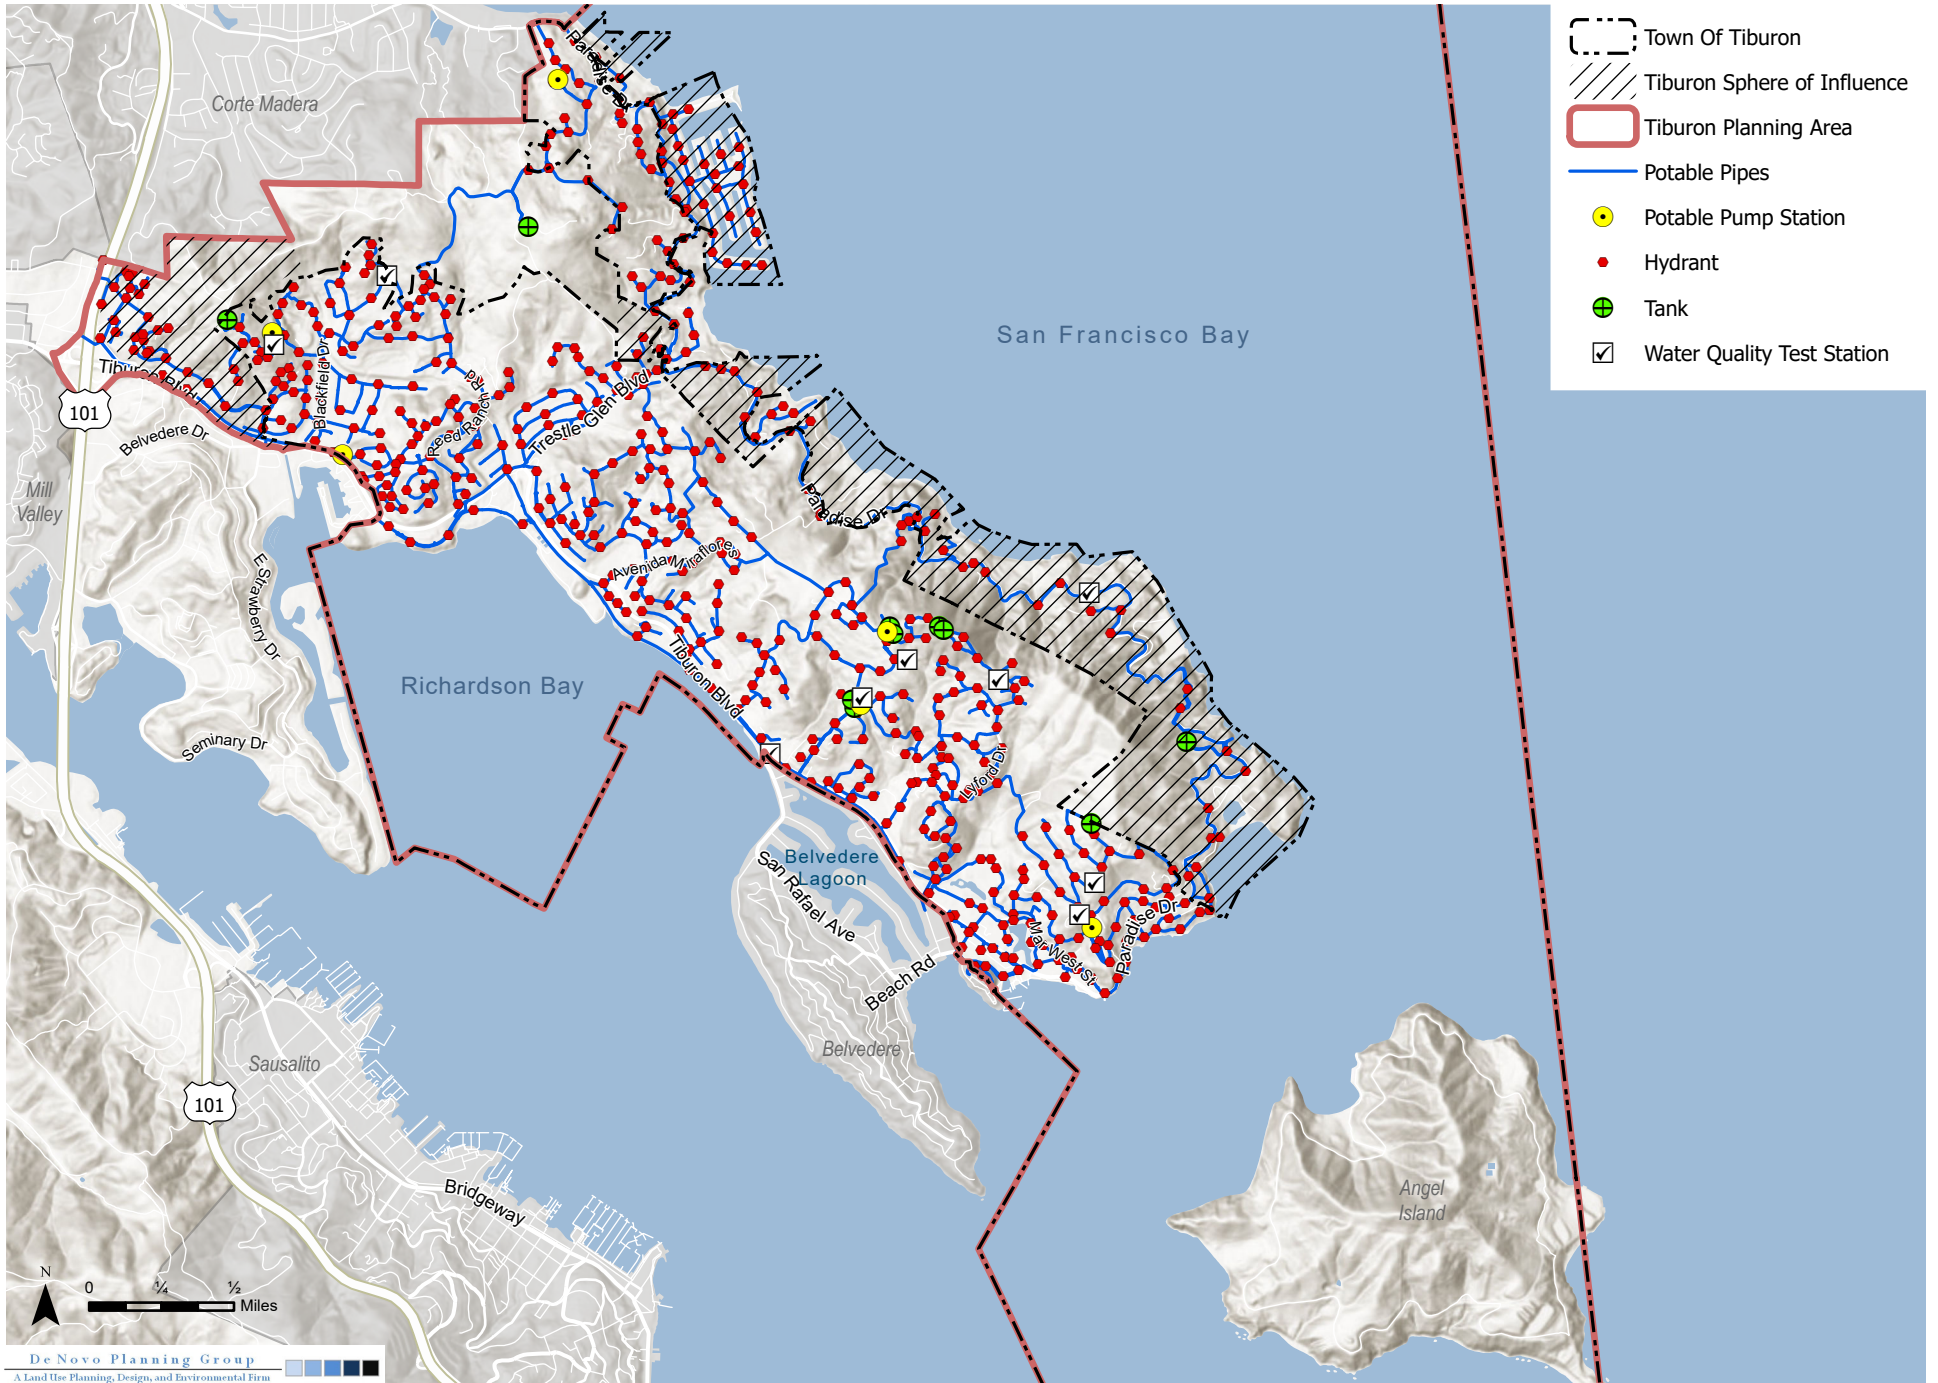 Town Of Tiburon
Tiburon Sphere of Influence
Tiburon Planning Area
Potable Pipes
Potable Pump Station
Hydrant
Tank
Water Quality Test Station
Paradise Dr
Corte Madera
San Francisco Bay
Tiburon Blvd
101
Belvedere Dr
Blackfield Dr
Reed Ranch Rd
Trestle Glen Blvd
Mill
Valley
Paradise Dr
E Strawberry Dr
Avenida Miraflores
Richardson Bay
Tiburon Blvd
Seminary Dr
Lyford Dr
Belvedere
Lagoon
San Rafael Ave
Mar West St
Paradise Dr
Beach Rd
Belvedere
Sausalito
101
Bridgeway
Angel
Island
N
0 ¼ ½
Miles
De Novo Planning Group
A Land Use Planning, Design, and Environmental Firm